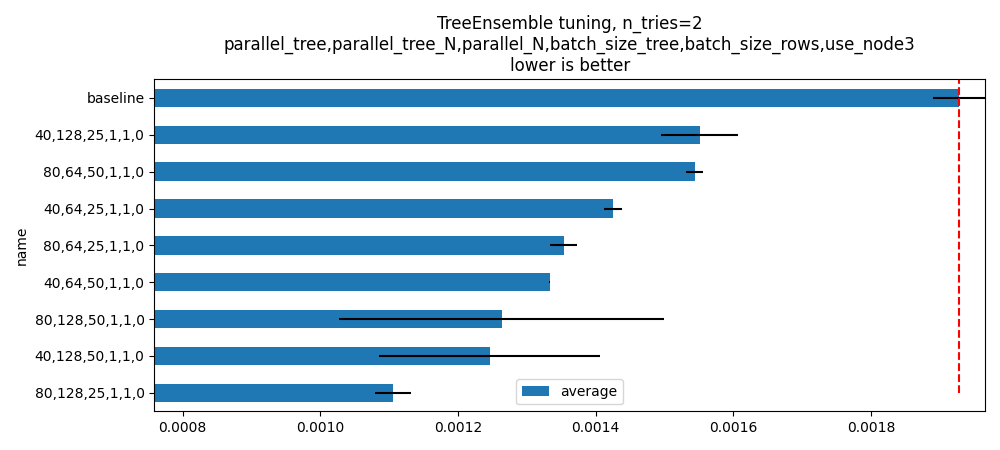 TreeEnsemble tuning, n_tries=2
parallel_tree,parallel_tree_N,parallel_N,batch_size_tree,batch_size_rows,use_node3
lower is better
name
baseline
40,128,25,1,1,0
80,64,50,1,1,0
40,64,25,1,1,0
80,64,25,1,1,0
40,64,50,1,1,0
80,128,50,1,1,0
40,128,50,1,1,0
80,128,25,1,1,0
average
0.0008 0.0010 0.0012 0.0014 0.0016 0.0018